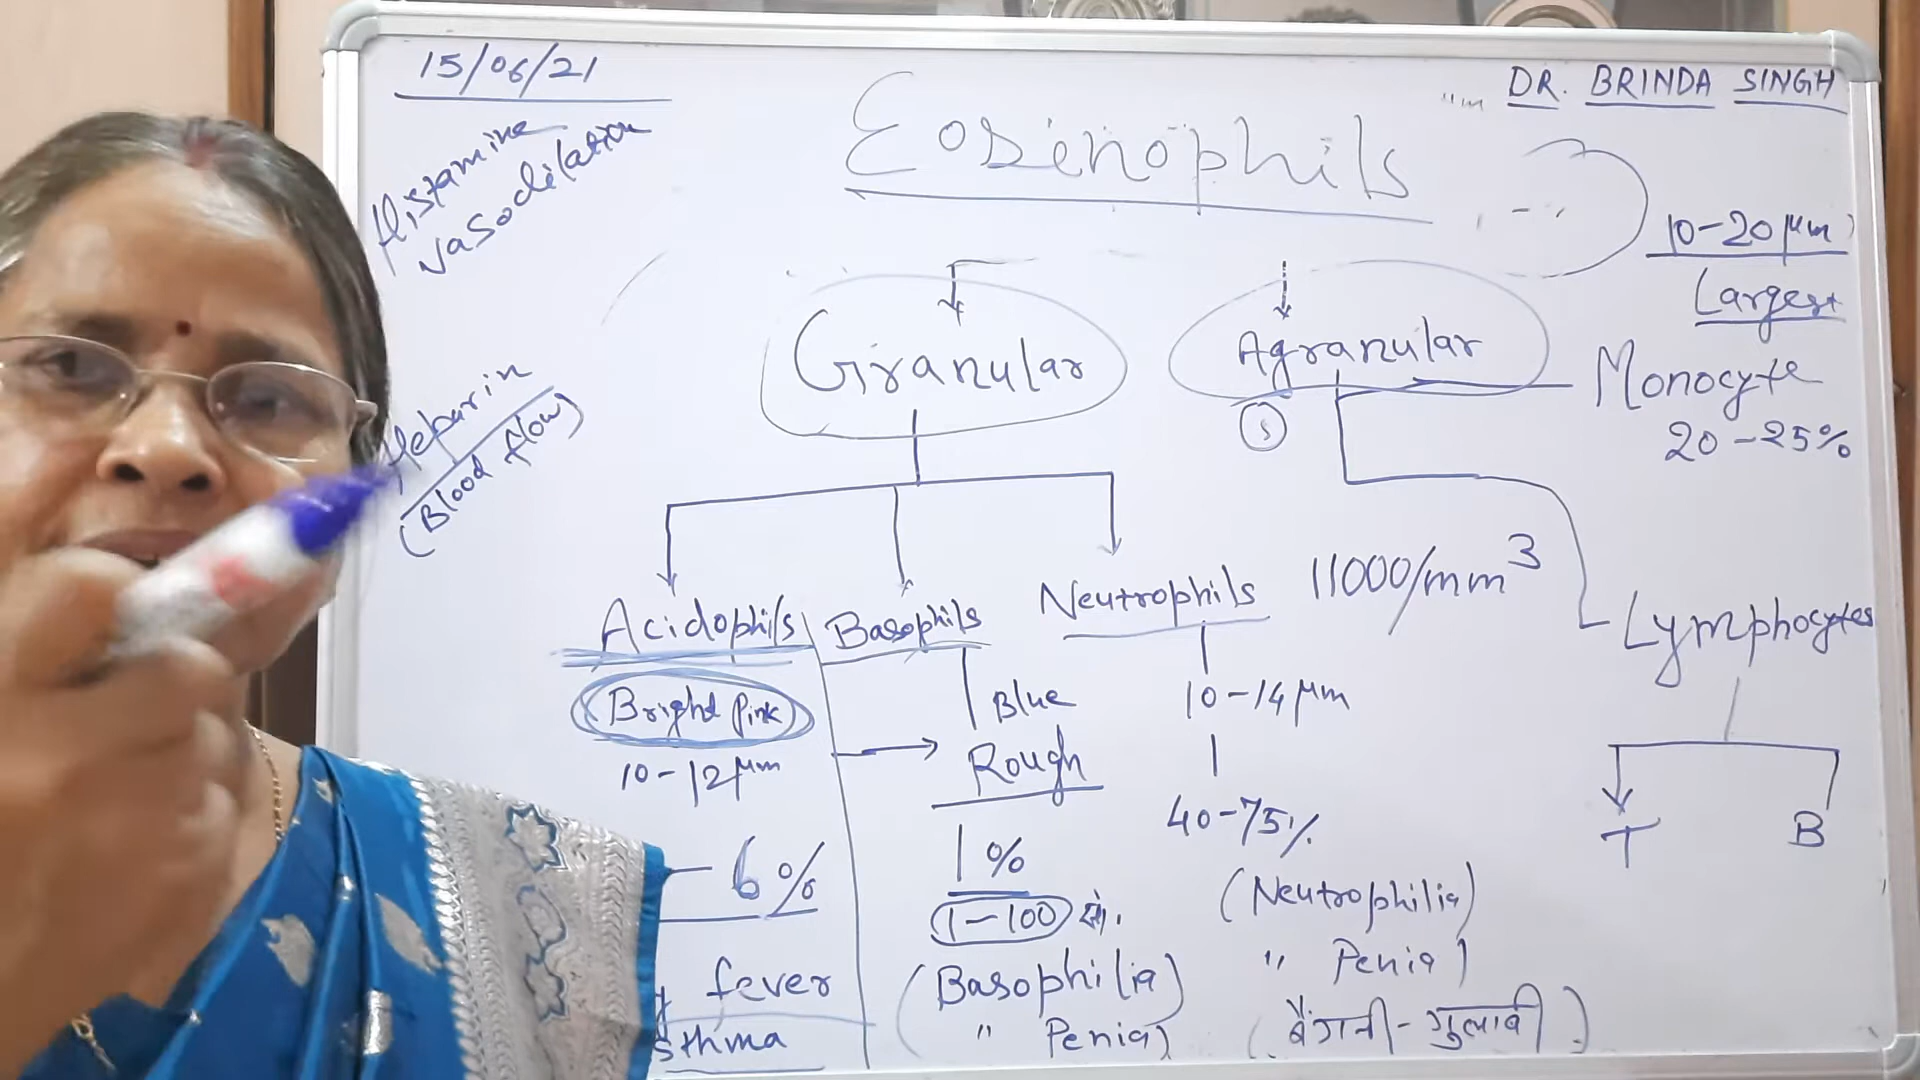 15/06/21
DR. BRINDA SINGH
Histamine
Vasodilation
Eosinophils
10-20 μm
Largest
Granular
Agranular
Monocyte
20-25%
Heparin
(Blood flow)
11000/mm³
Acidophils
Basophils
Neutrophils
Lymphocytes
Bright Pink
Blue
10-14 μm
10-12 μm
Rough
40-75%
T
B
6%
1%
1-100
(Neutrophilia)
" Penia)
fever
(Basophilia)
sthma
" Penia)
(बैंगनी-गुलाबी)